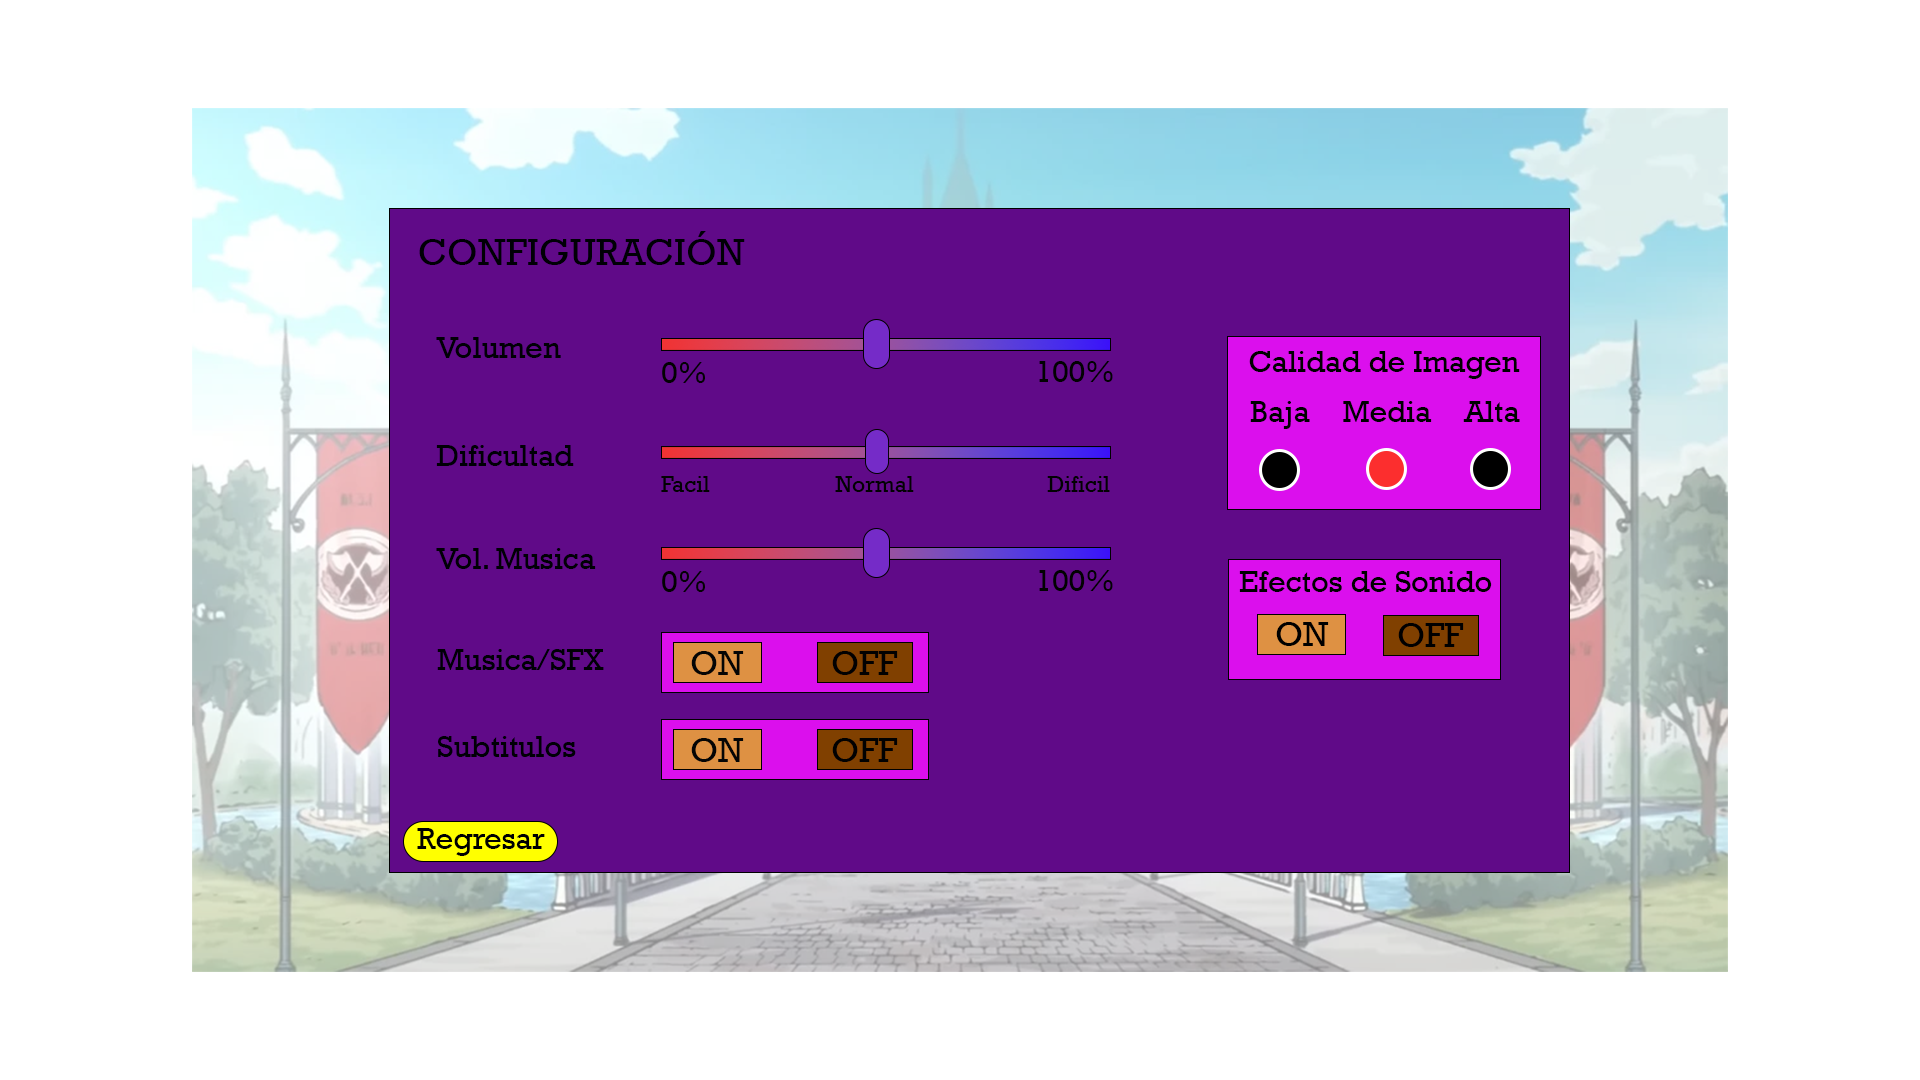 CONFIGURACIÓN
Volumen
0% 100%
Dificultad
Facil Normal Dificil
Vol. Musica
0% 100%
Musica/SFX
ON OFF
Subtitulos
ON OFF
Regresar
Calidad de Imagen
Baja Media Alta
Efectos de Sonido
ON OFF